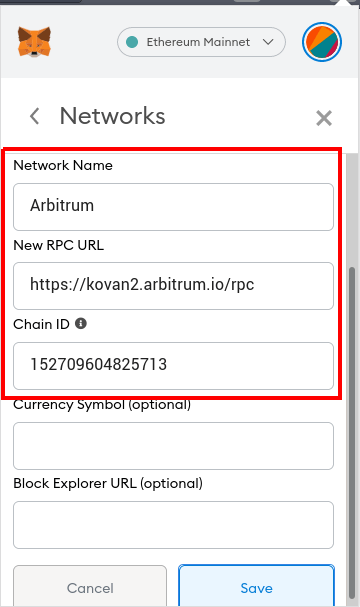 Ethereum Mainnet
Networks
Network Name
Arbitrum
New RPC URL
https://kovan2.arbitrum.io/rpc
Chain ID
152709604825713
Currency Symbol (optional)
Block Explorer URL (optional)
Cancel
Save